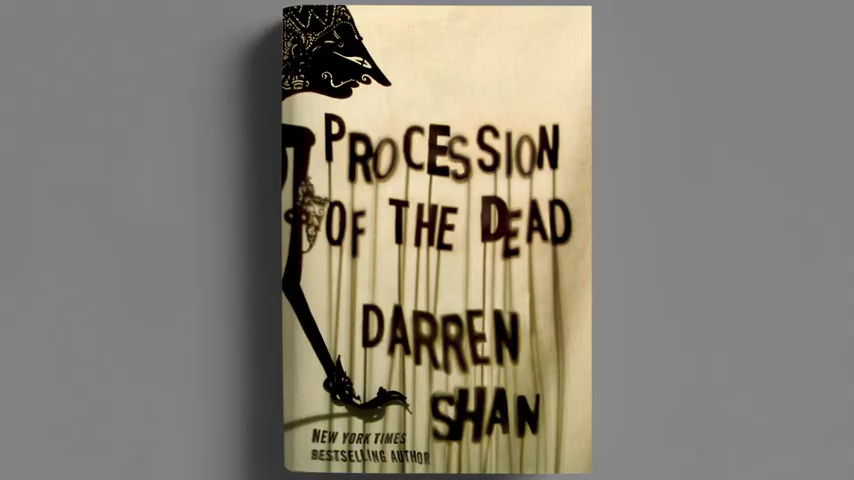 PROCESSION
OF THE DEAD
DARREN
SHAN
NEW YORK TIMES
BESTSELLING AUTHOR